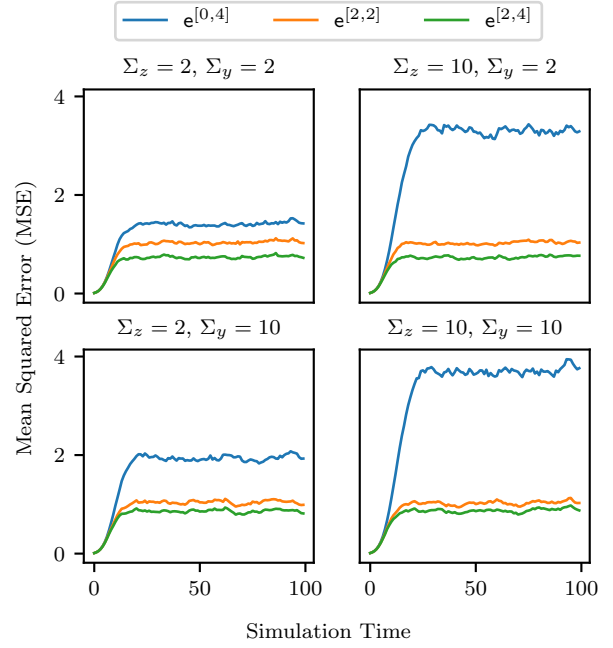 e^[0,4] e^[2,2] e^[2,4]
Σ_z = 2, Σ_y = 2 Σ_z = 10, Σ_y = 2
4
2
0
Σ_z = 2, Σ_y = 10 Σ_z = 10, Σ_y = 10
4
2
0
0 50 100 0 50 100
Mean Squared Error (MSE)
Simulation Time